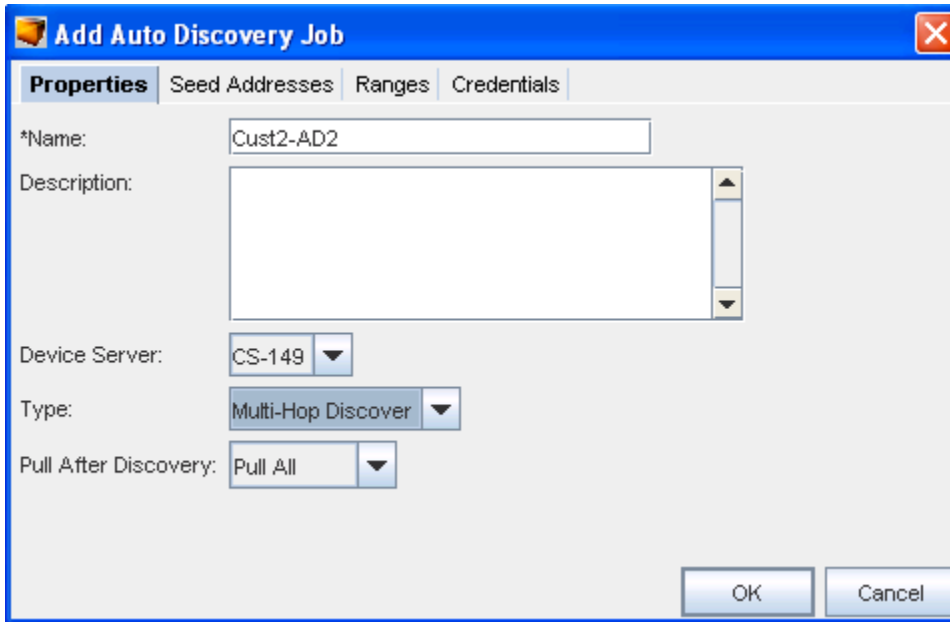 Add Auto Discovery Job
Properties Seed Addresses Ranges Credentials
*Name: Cust2-AD2
Description:
Device Server: CS-149
Type: Multi-Hop Discover
Pull After Discovery: Pull All
OK Cancel